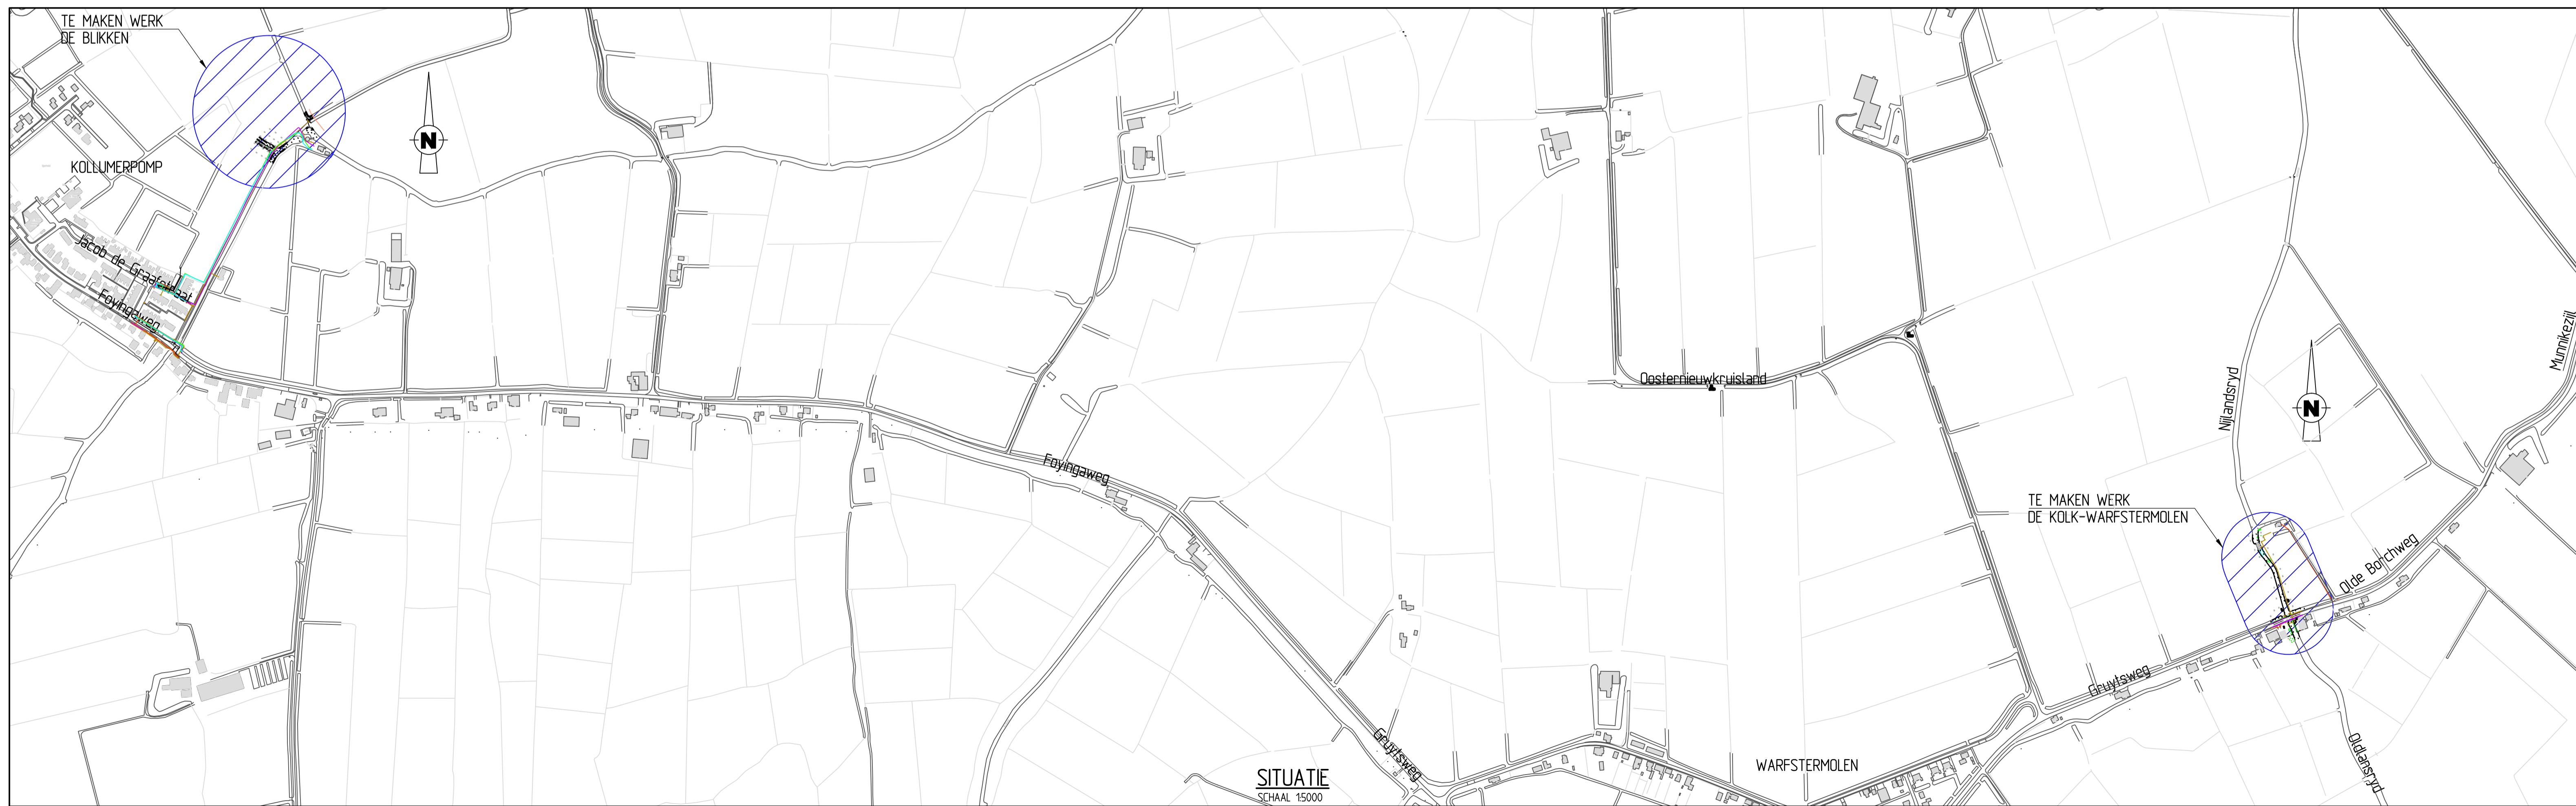 TE MAKEN WERK
DE BLIKKEN
N
KOLLUMERPOMP
Jacob de Graafstraat
Foyingaweg
Foyingaweg
Oosternieuwkruisland
Nijlandsryd
Munnikezijl
N
TE MAKEN WERK
DE KOLK-WARFSTERMOLEN
Olde Borchweg
Gruytsweg
Gruytsweg
WARFSTERMOLEN
Oldlansryd
SITUATIE
SCHAAL 1:5000